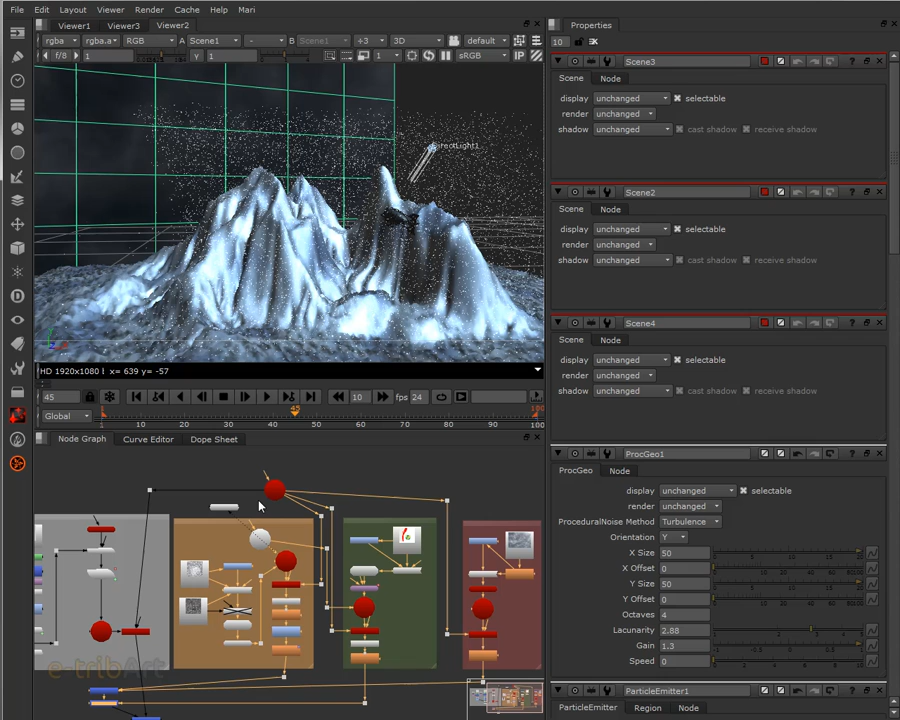 File Edit Layout Viewer Render Cache Help Mari
Viewer1 Viewer3 Viewer2
rgba rgba.a RGB A Scene1 - B Scene1 ÷3 3D default
f/8 1 Y 1 1 sRGB IP
DirectLight1
HD 1920x1080 x= 639 y= -57
45 10 fps 24
Global 1 10 20 30 40 45 50 60 70 80 90 100
Node Graph Curve Editor Dope Sheet
e-tribArt
Properties
10
Scene3
Scene Node
display unchanged selectable
render unchanged
shadow unchanged cast shadow receive shadow
Scene2
Scene Node
display unchanged selectable
render unchanged
shadow unchanged cast shadow receive shadow
Scene4
Scene Node
display unchanged selectable
render unchanged
shadow unchanged cast shadow receive shadow
ProcGeo1
ProcGeo Node
display unchanged selectable
render unchanged
ProceduralNoise Method Turbulence
Orientation Y
X Size 50
X Offset 0
Y Size 50
Y Offset 0
Octaves 4
Lacunarity 2.88
Gain 1.3
Speed 0
ParticleEmitter1
ParticleEmitter Region Node